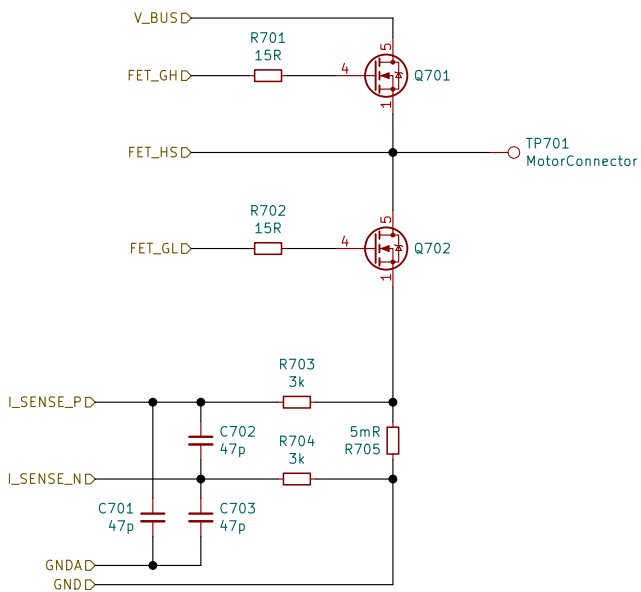 V_BUS
5
R701
15R
FET_GH
4
Q701
1
FET_HS
TP701
MotorConnector
R702
15R
5
FET_GL
4
Q702
1
R703
3k
I_SENSE_P
C702
47p
R704
3k
5mR
R705
I_SENSE_N
C701
47p
C703
47p
GNDA
GND